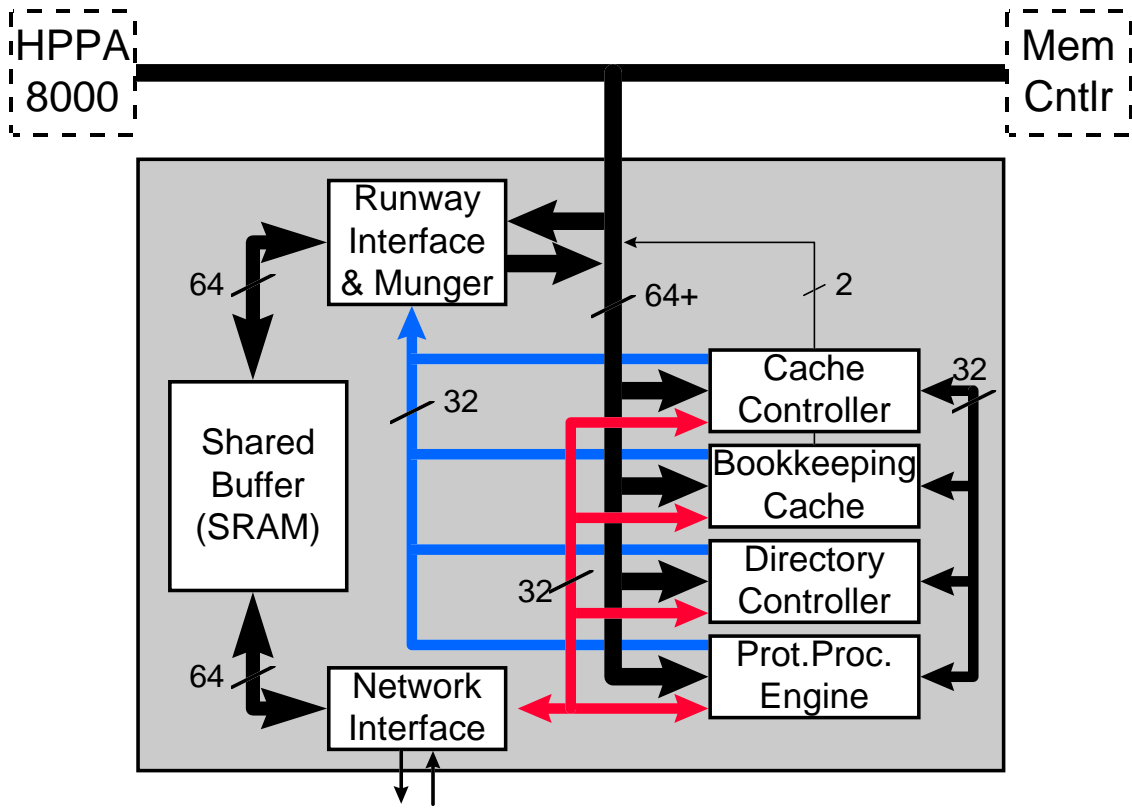 HPPA
8000
Mem
Cntlr
Runway
Interface
& Munger
64
64+
2
Cache
Controller
32
32
Shared
Buffer
(SRAM)
Bookkeeping
Cache
Directory
Controller
32
Prot.Proc.
Engine
64
Network
Interface